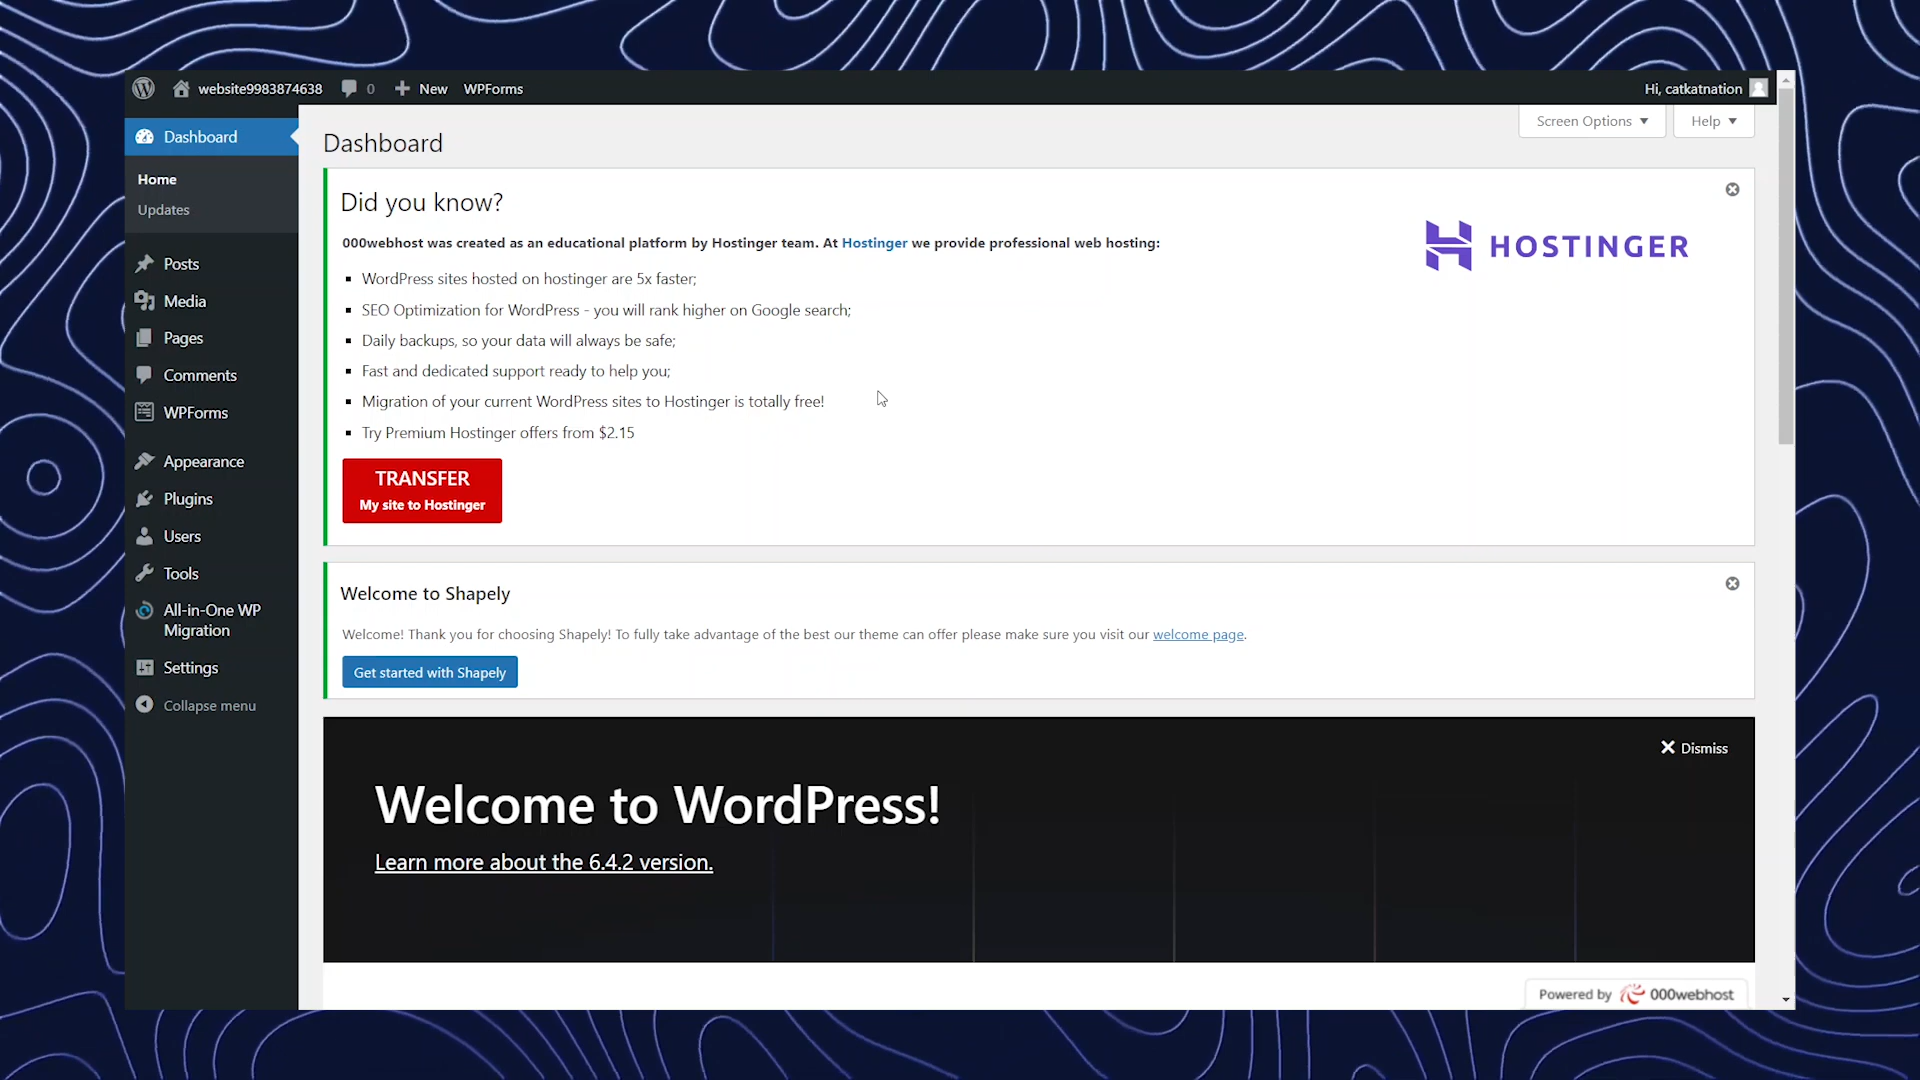 website9983874638 0 New WPForms Hi, catkatnation
Screen Options Help
Dashboard
Home
Updates
Posts
Media
Pages
Comments
WPForms
Appearance
Plugins
Users
Tools
All-in-One WP
Migration
Settings
Collapse menu
Dashboard
Did you know?
000webhost was created as an educational platform by Hostinger team. At Hostinger we provide professional web hosting:
WordPress sites hosted on hostinger are 5x faster;
SEO Optimization for WordPress - you will rank higher on Google search;
Daily backups, so your data will always be safe;
Fast and dedicated support ready to help you;
Migration of your current WordPress sites to Hostinger is totally free!
Try Premium Hostinger offers from $2.15
HOSTINGER
TRANSFER
My site to Hostinger
Welcome to Shapely
Welcome! Thank you for choosing Shapely! To fully take advantage of the best our theme can offer please make sure you visit our welcome page.
Get started with Shapely
Dismiss
Welcome to WordPress!
Learn more about the 6.4.2 version.
Powered by 000webhost